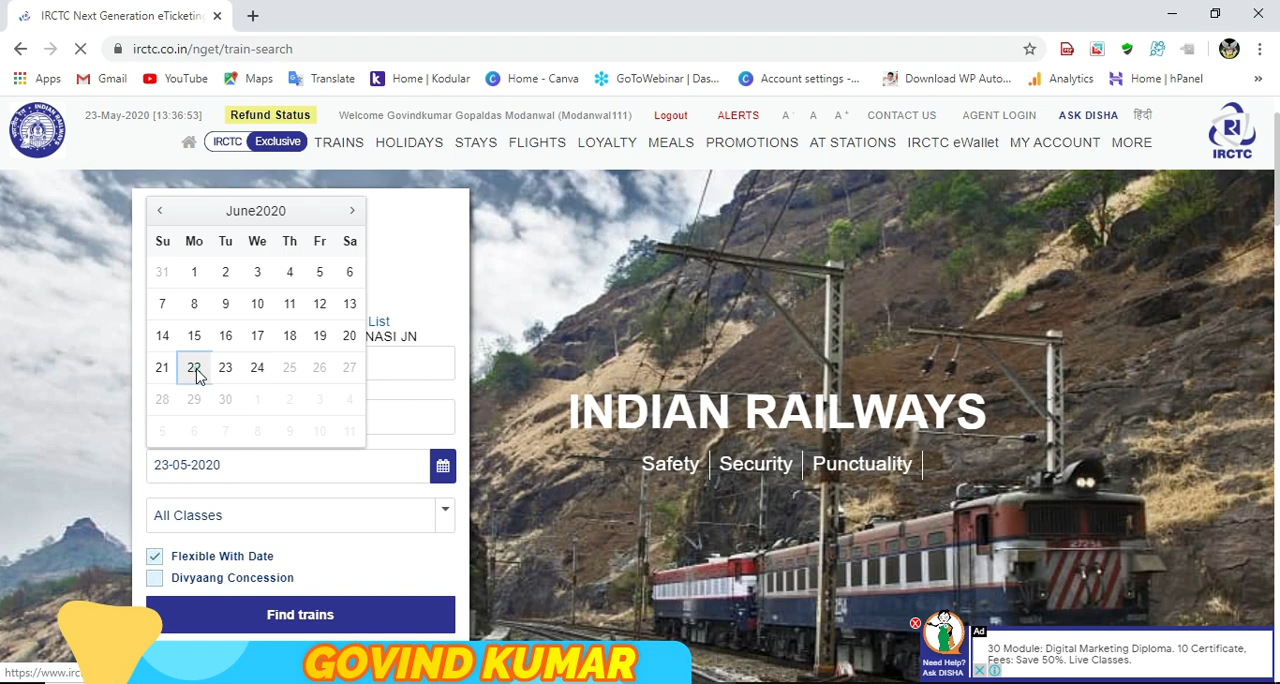 IRCTC Next Generation eTicketing
irctc.co.in/nget/train-search
Apps Gmail YouTube Maps Translate Home | Kodular Home - Canva GoToWebinar | Das... Account settings -... Download WP Auto... Analytics Home | hPanel »
23-May-2020 [13:36:53] Refund Status Welcome Govindkumar Gopaldas Modanwal (Modanwal111) Logout ALERTS A- A A+ CONTACT US AGENT LOGIN ASK DISHA हिंदी
IRCTC Exclusive TRAINS HOLIDAYS STAYS FLIGHTS LOYALTY MEALS PROMOTIONS AT STATIONS IRCTC eWallet MY ACCOUNT MORE
IRCTC
June2020
Su Mo Tu We Th Fr Sa
31 1 2 3 4 5 6
7 8 9 10 11 12 13
14 15 16 17 18 19 20
21 22 23 24 25 26 27
28 29 30 1 2 3 4
5 6 7 8 9 10 11
List
NASI JN
23-05-2020
All Classes
Flexible With Date
Divyaang Concession
Find trains
INDIAN RAILWAYS
Safety | Security | Punctuality |
GOVIND KUMAR
https://www.irc
Need Help?
Ask DISHA
Ad
30 Module: Digital Marketing Diploma. 10 Certificate,
Fees: Save 50%. Live Classes.